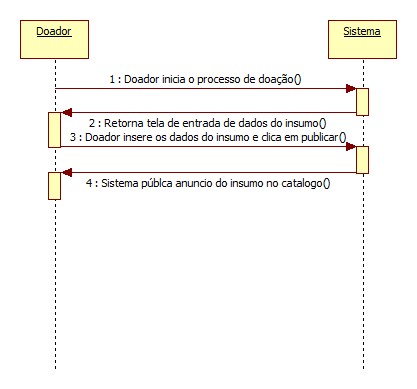 Doador
Sistema
1 : Doador inicia o processo de doação()
2 : Retorna tela de entrada de dados do insumo()
3 : Doador insere os dados do insumo e clica em publicar()
4 : Sistema públca anuncio do insumo no catalogo()